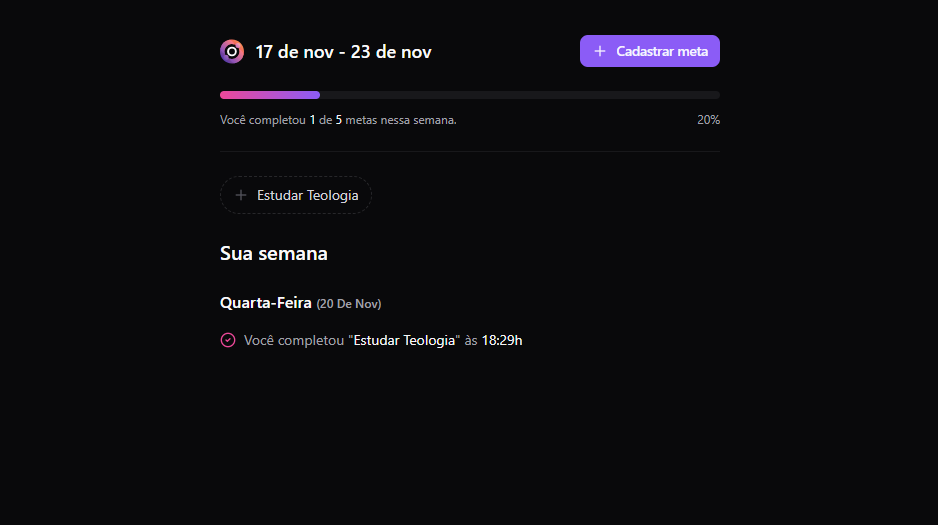 17 de nov - 23 de nov
Cadastrar meta
Você completou 1 de 5 metas nessa semana.
20%
Estudar Teologia
Sua semana
Quarta-Feira (20 De Nov)
Você completou "Estudar Teologia" às 18:29h